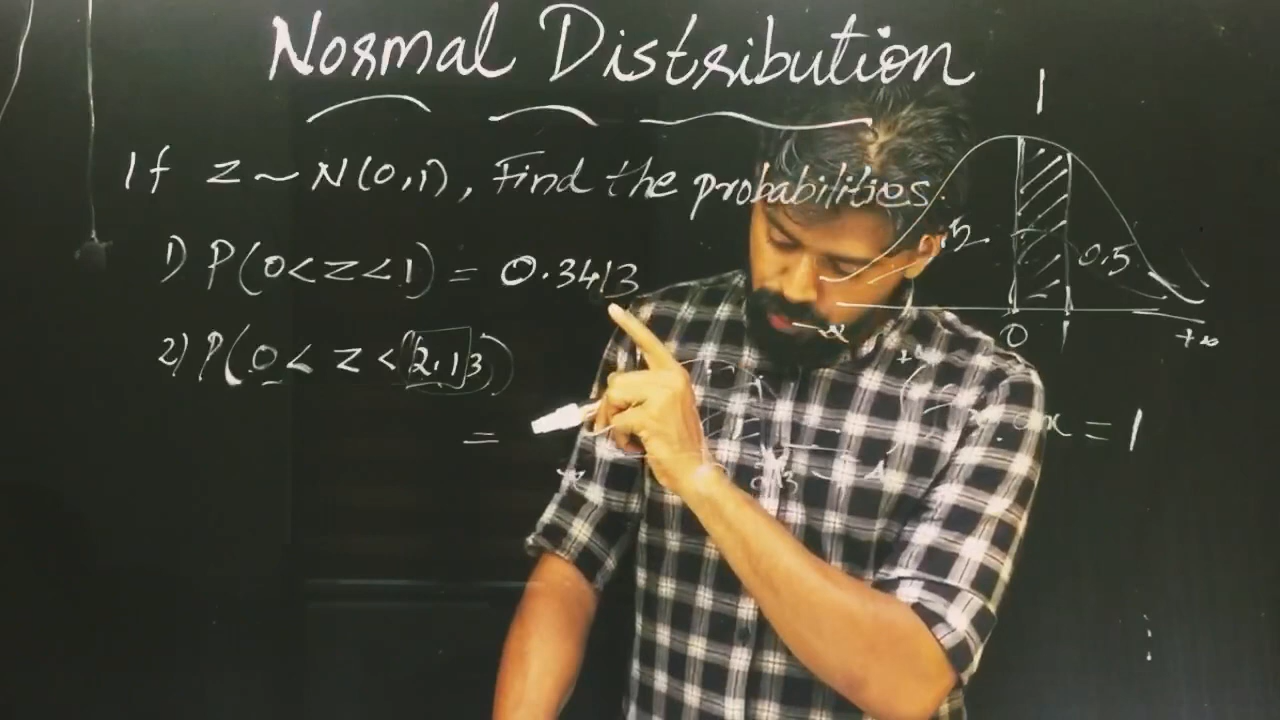 Normal Distribution
If z ~ N(0,1), Find the probabilities.
1) P(0<z<1) = 0.3413
2) P(0< z <2.13)
=
0.5
-∞ 0 1 +∞
= 1